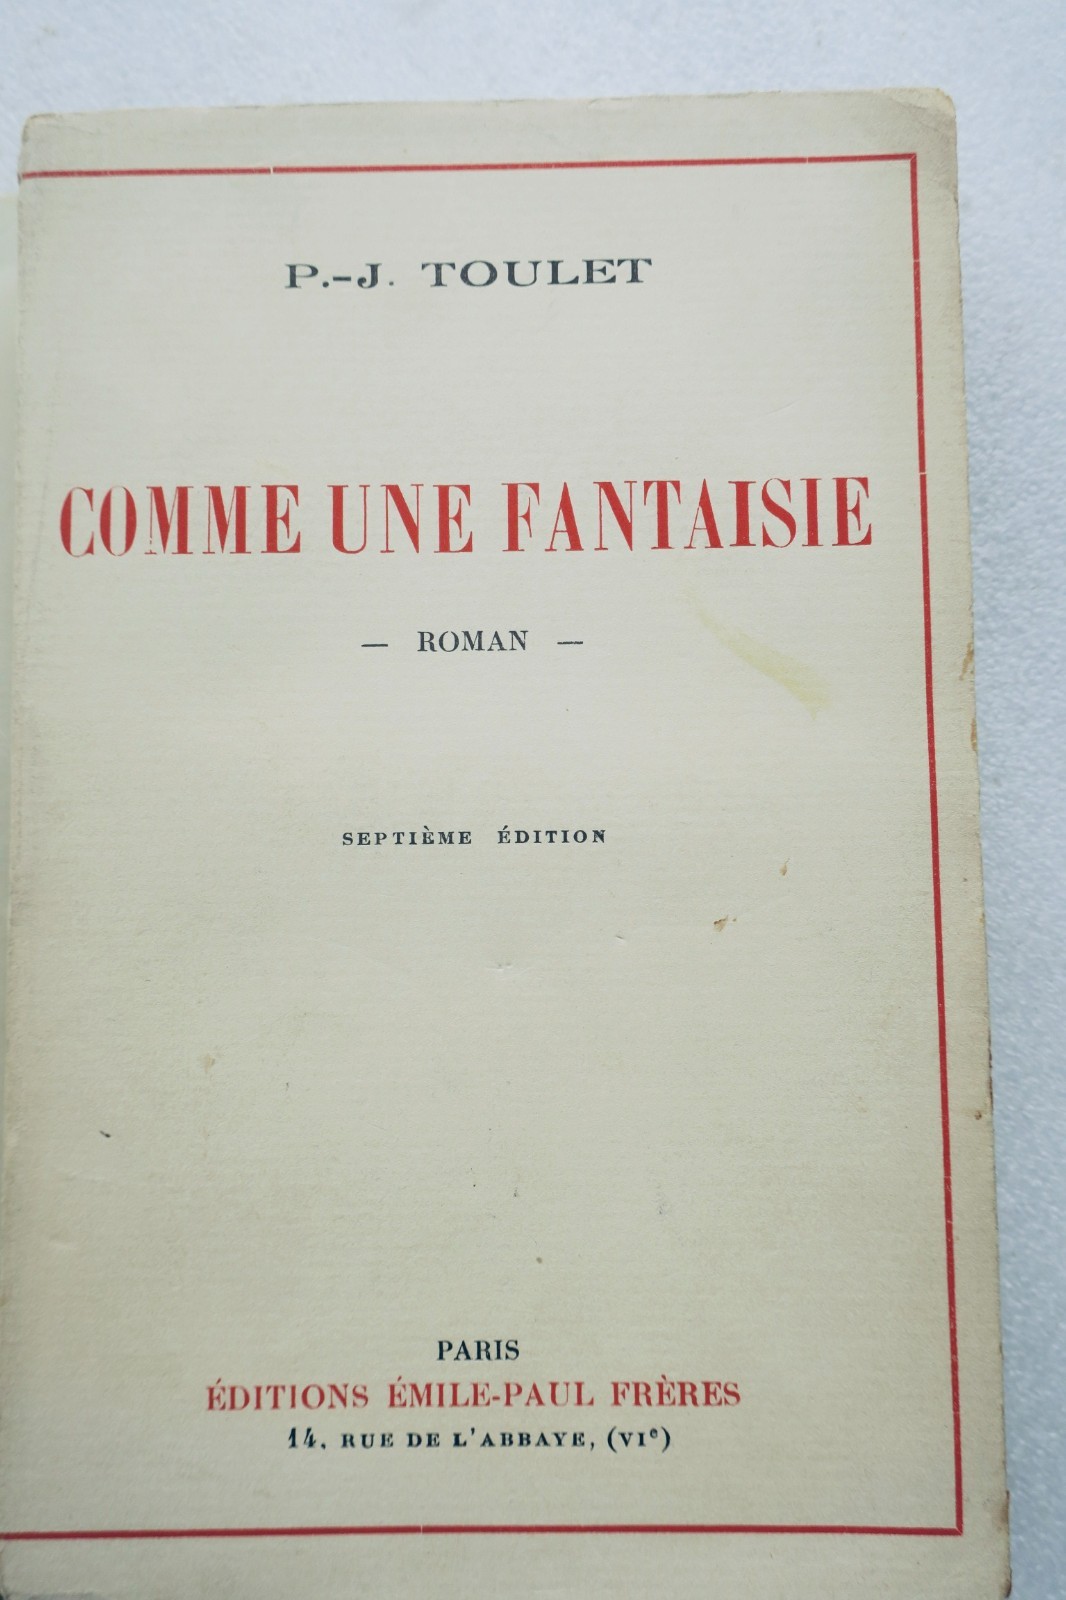 P.-J. TOULET
COMME UNE FANTAISIE
— ROMAN —
SEPTIÈME ÉDITION
PARIS
ÉDITIONS ÉMILE-PAUL FRÈRES
14, RUE DE L'ABBAYE, (VIe)